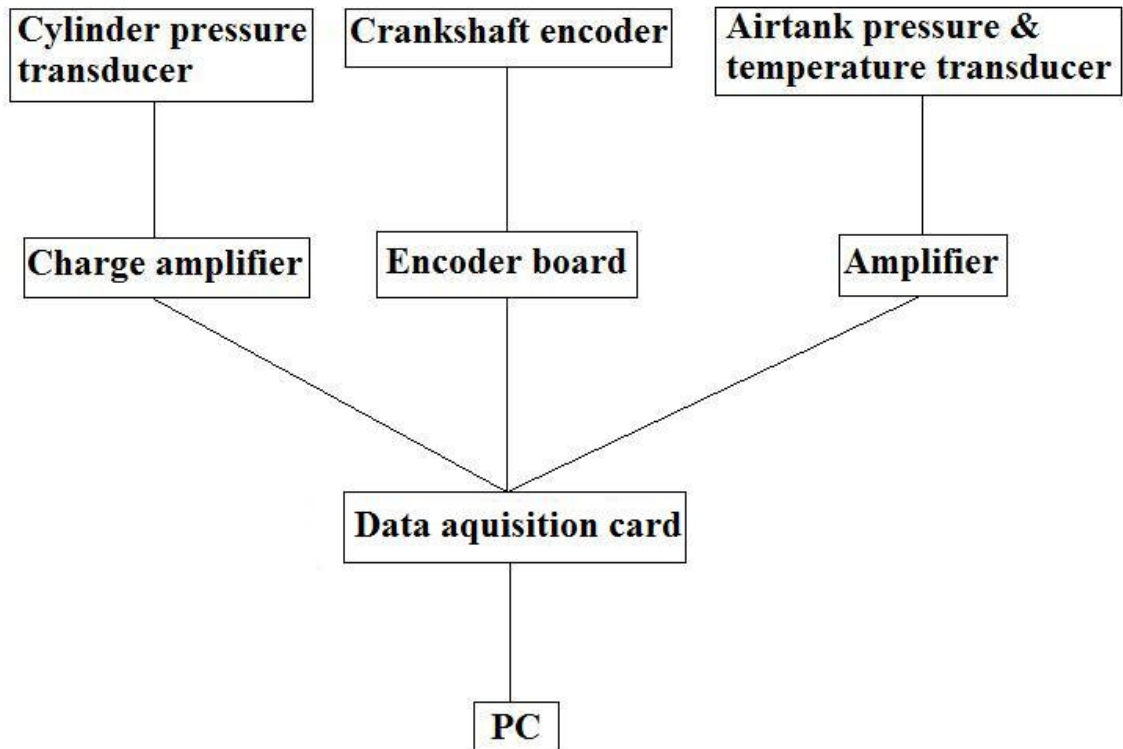 Cylinder pressure
transducer
Crankshaft encoder
Airtank pressure &
temperature transducer
Charge amplifier
Encoder board
Amplifier
Data aquisition card
PC